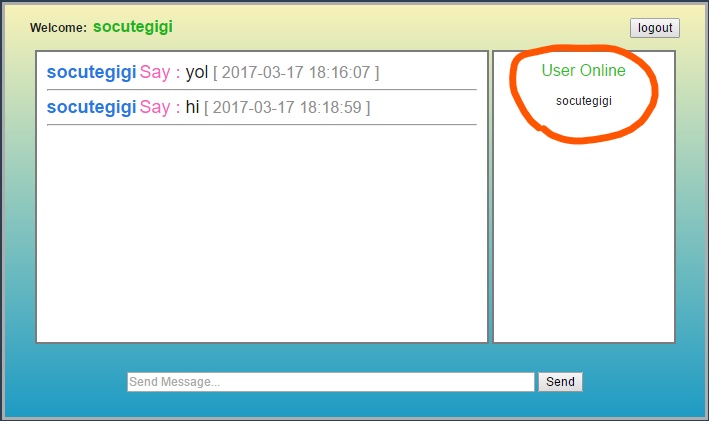 Welcome: socutegigi
logout
socutegigi Say : yol [ 2017-03-17 18:16:07 ]
socutegigi Say : hi [ 2017-03-17 18:18:59 ]
User Online
socutegigi
Send Message...
Send